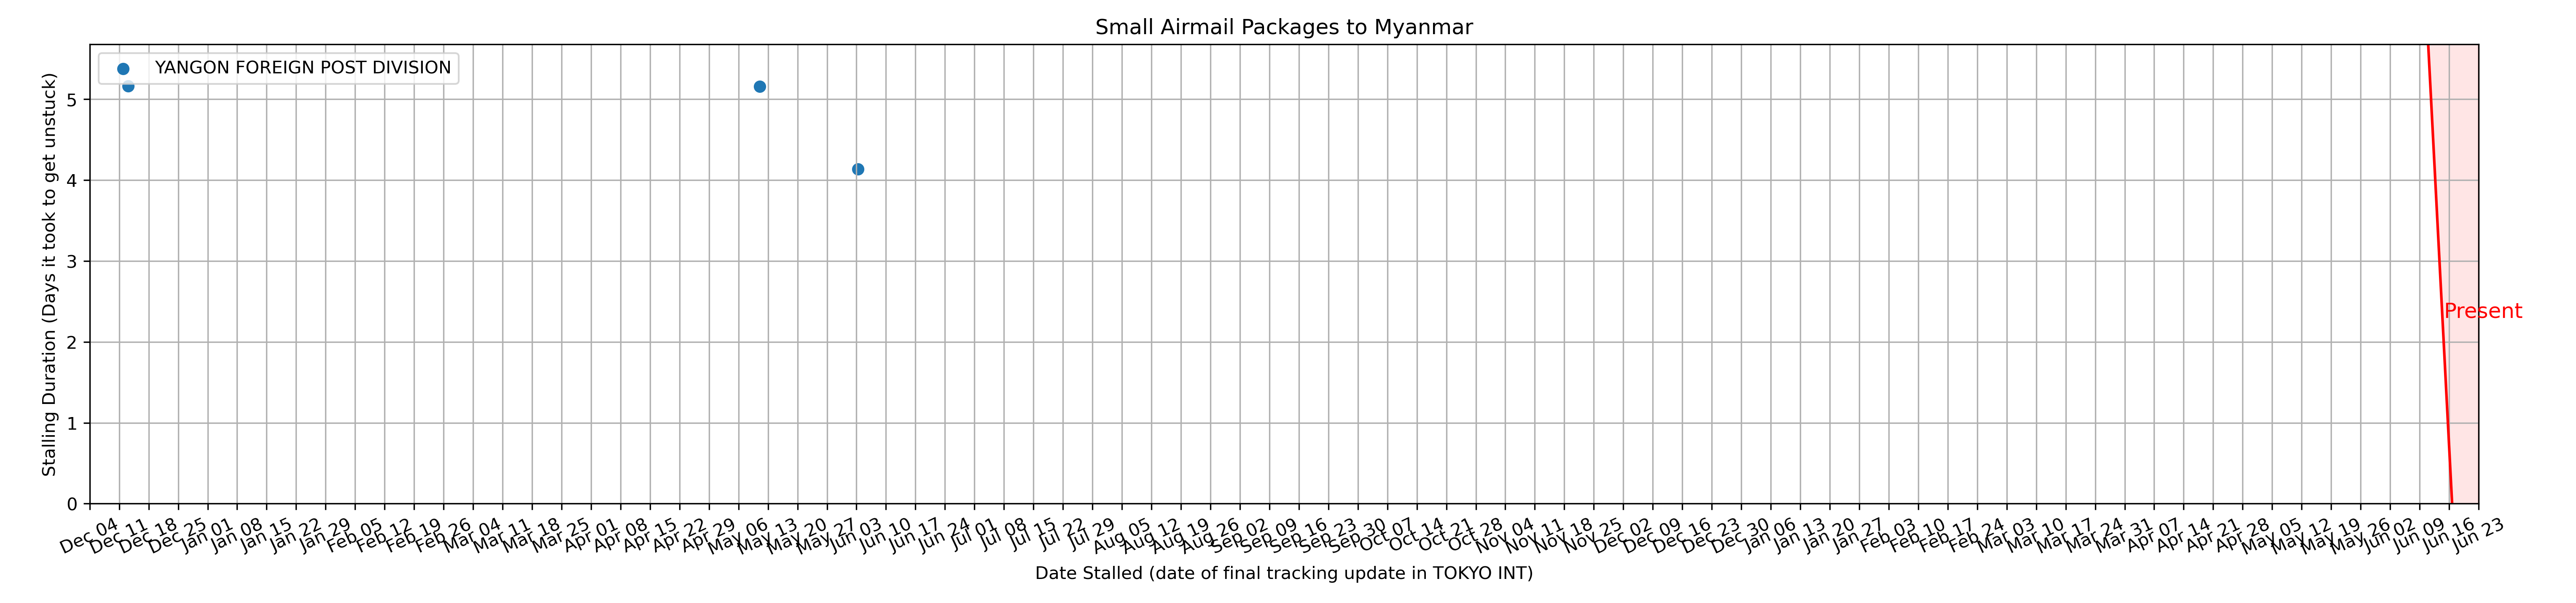 Small Airmail Packages to Myanmar
YANGON FOREIGN POST DIVISION
Stalling Duration (Days it took to get unstuck)
5
4
3
2
1
0
Present
Dec 04
Dec 11
Dec 18
Dec 25
Jan 01
Jan 08
Jan 15
Jan 22
Jan 29
Feb 05
Feb 12
Feb 19
Feb 26
Mar 04
Mar 11
Mar 18
Mar 25
Apr 01
Apr 08
Apr 15
Apr 22
Apr 29
May 06
May 13
May 20
May 27
Jun 03
Jun 10
Jun 17
Jun 24
Jul 01
Jul 08
Jul 15
Jul 22
Jul 29
Aug 05
Aug 12
Aug 19
Aug 26
Sep 02
Sep 09
Sep 16
Sep 23
Sep 30
Oct 07
Oct 14
Oct 21
Oct 28
Nov 04
Nov 11
Nov 18
Nov 25
Dec 02
Dec 09
Dec 16
Dec 23
Dec 30
Jan 06
Jan 13
Jan 20
Jan 27
Feb 03
Feb 10
Feb 17
Feb 24
Mar 03
Mar 10
Mar 17
Mar 24
Mar 31
Apr 07
Apr 14
Apr 21
Apr 28
May 05
May 12
May 19
May 26
Jun 02
Jun 09
Jun 16
Jun 23
Date Stalled (date of final tracking update in TOKYO INT)